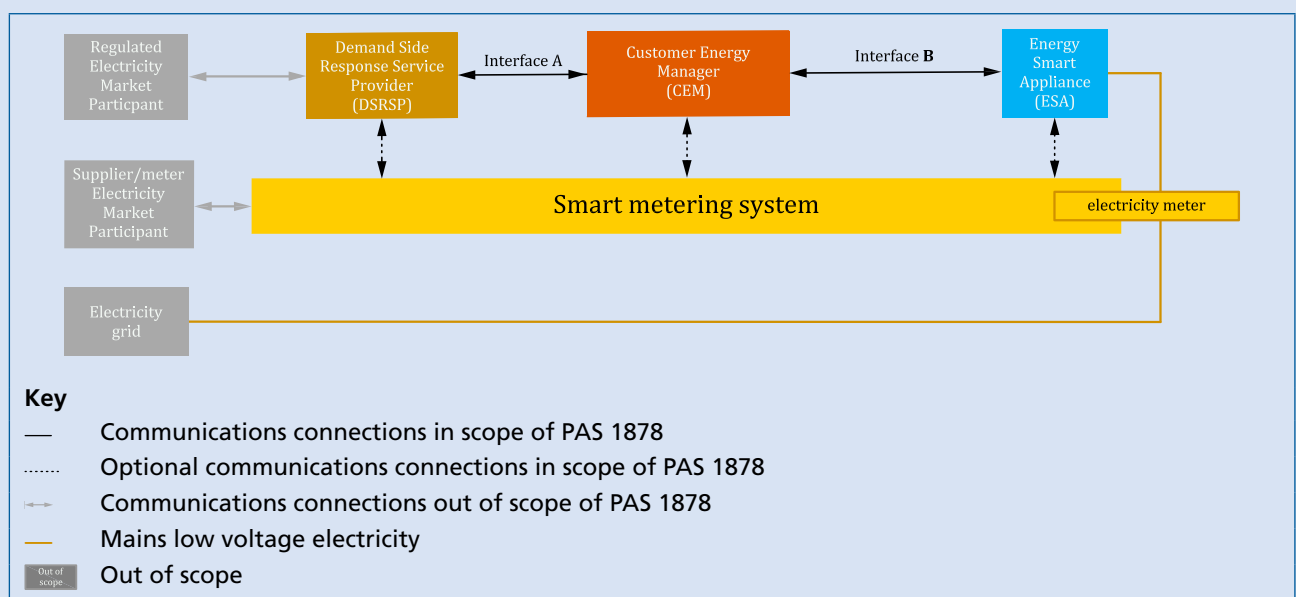 Regulated
Electricity
Market
Particpant
Demand Side
Response Service
Provider
(DSRSP)
Interface A
Customer Energy
Manager
(CEM)
Interface B
Energy
Smart
Appliance
(ESA)
Supplier/meter
Electricity
Market
Participant
Smart metering system
electricity meter
Electricity
grid
Key
Communications connections in scope of PAS 1878
Optional communications connections in scope of PAS 1878
Communications connections out of scope of PAS 1878
Mains low voltage electricity
Out of
scope
Out of scope